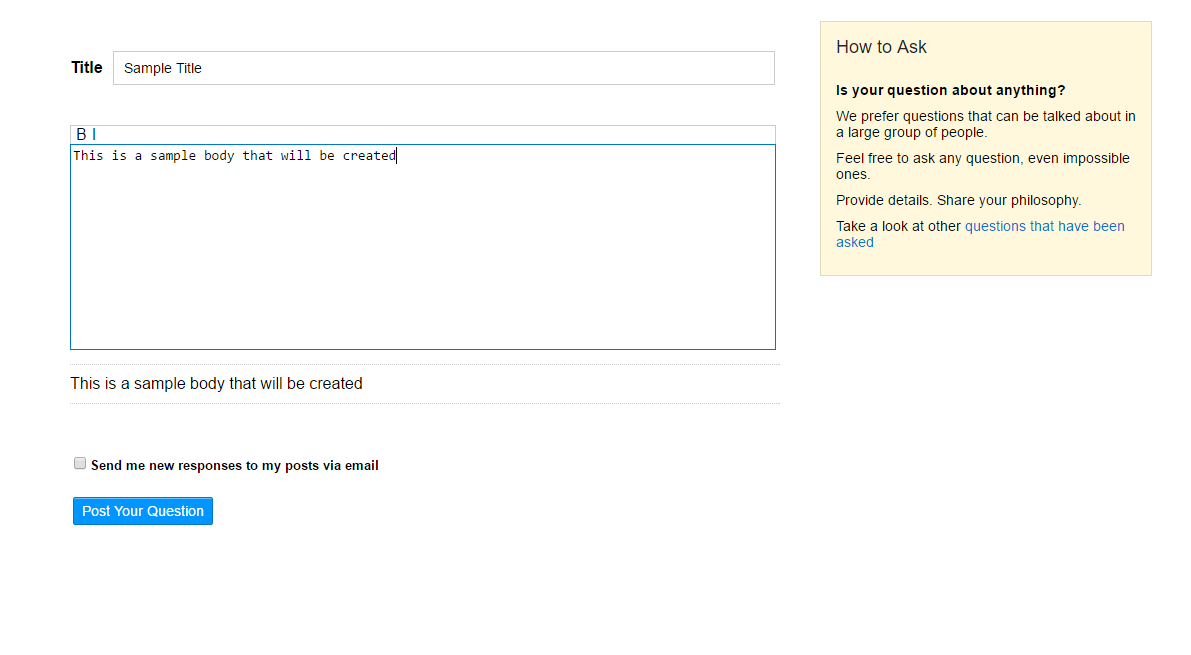 Title
Sample Title
B I
This is a sample body that will be created
This is a sample body that will be created
Send me new responses to my posts via email
Post Your Question
How to Ask
Is your question about anything?
We prefer questions that can be talked about in
a large group of people.
Feel free to ask any question, even impossible
ones.
Provide details. Share your philosophy.
Take a look at other questions that have been
asked